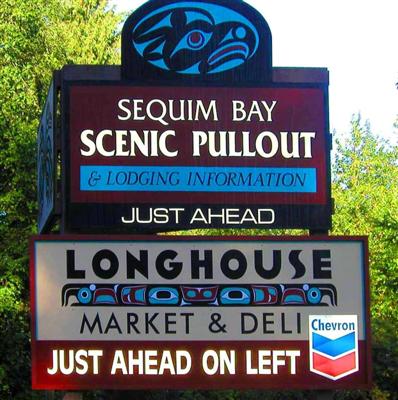 SEQUIM BAY
SCENIC PULLOUT
& LODGING INFORMATION
JUST AHEAD
LONGHOUSE
MARKET & DELI
Chevron
JUST AHEAD ON LEFT